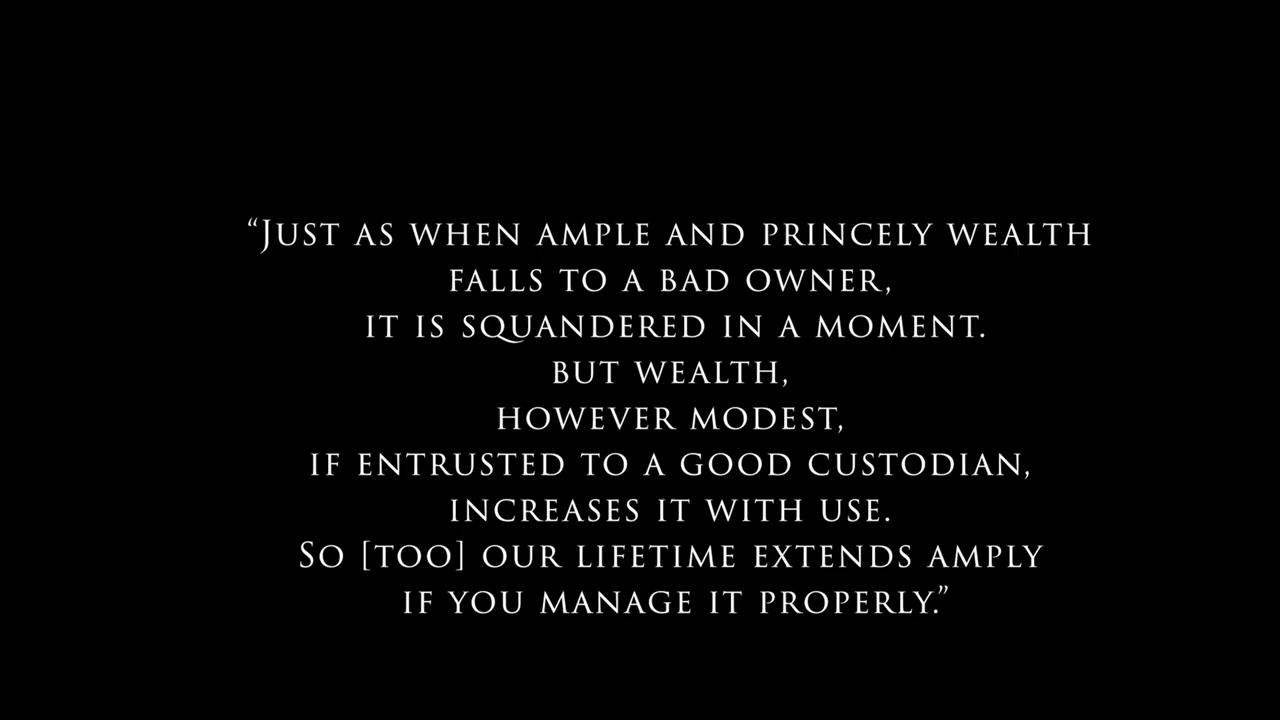 “Just as when ample and princely wealth
falls to a bad owner,
it is squandered in a moment.
but wealth,
however modest,
if entrusted to a good custodian,
increases it with use.
So [too] our lifetime extends amply
if you manage it properly.”